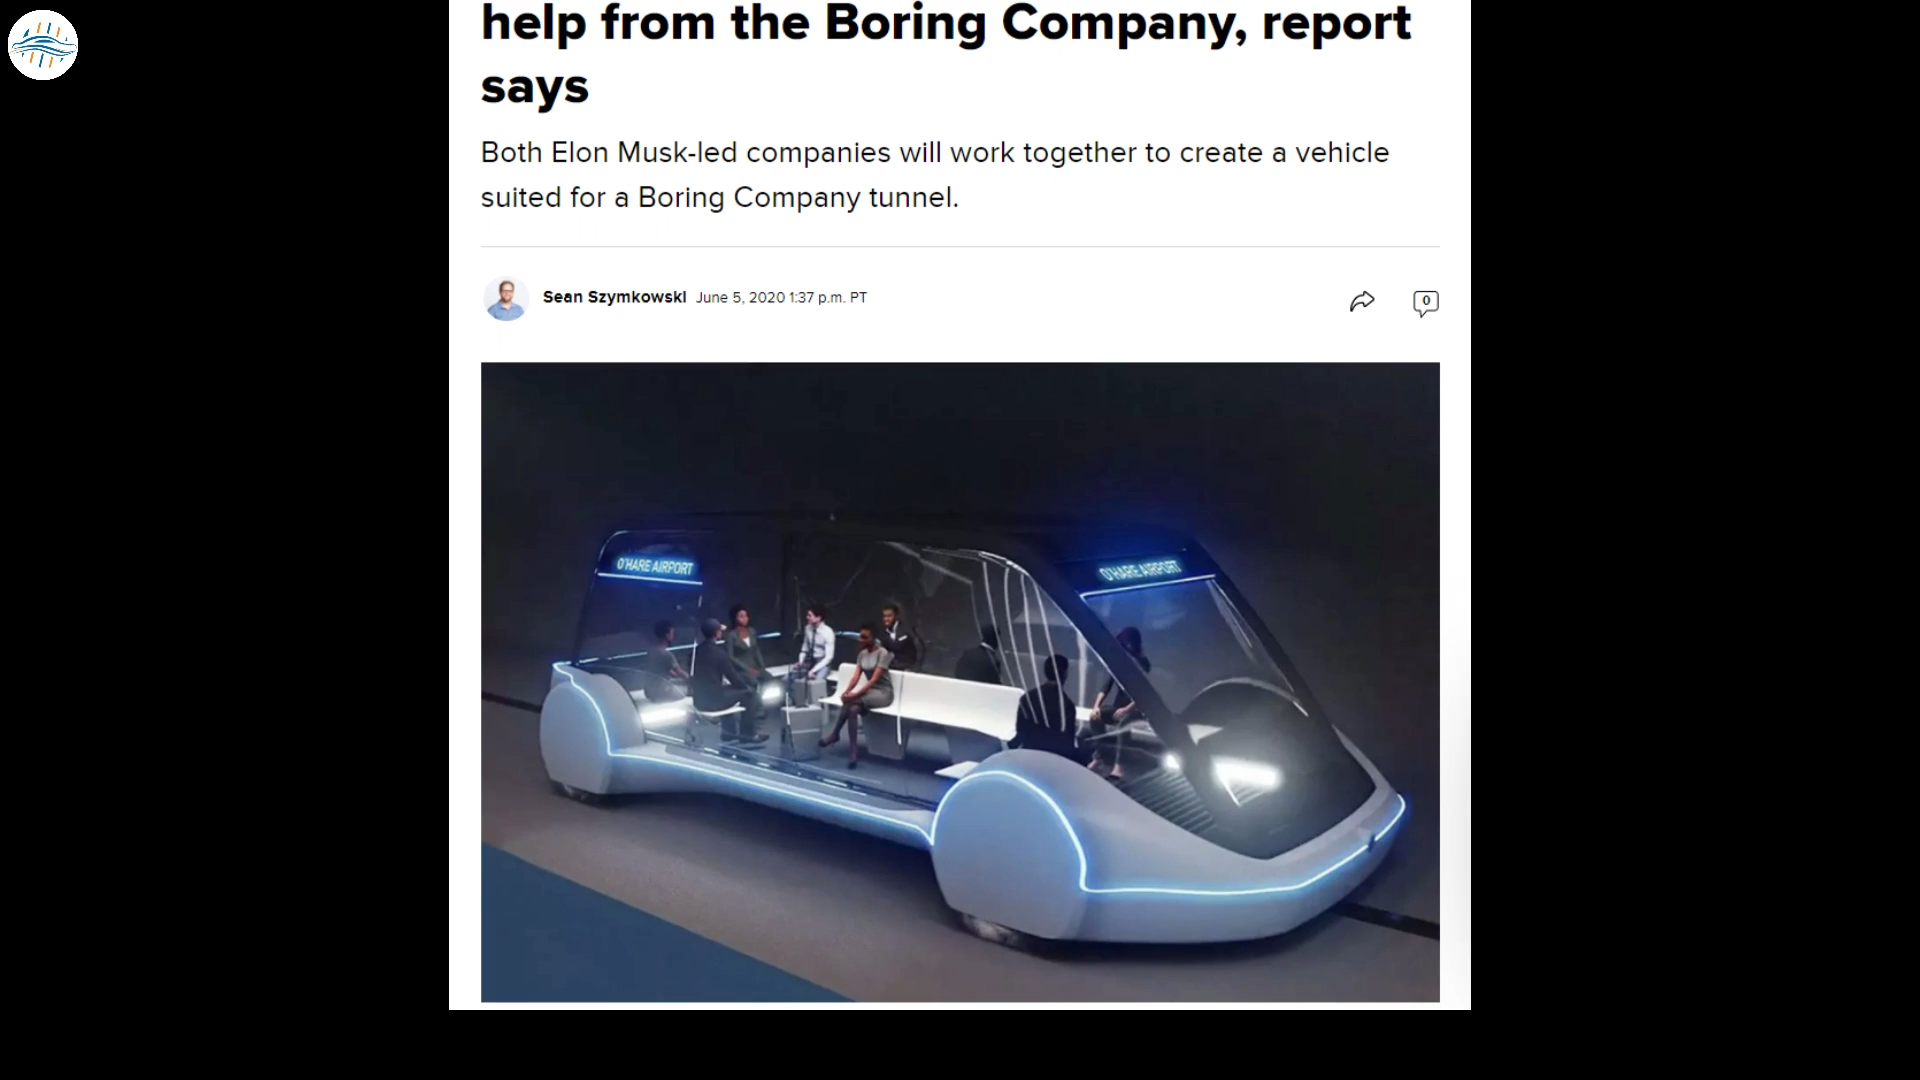 help from the Boring Company, report
says
Both Elon Musk-led companies will work together to create a vehicle
suited for a Boring Company tunnel.
Sean Szymkowski June 5, 2020 1:37 p.m. PT
0
O'HARE AIRPORT
O'HARE AIRPORT